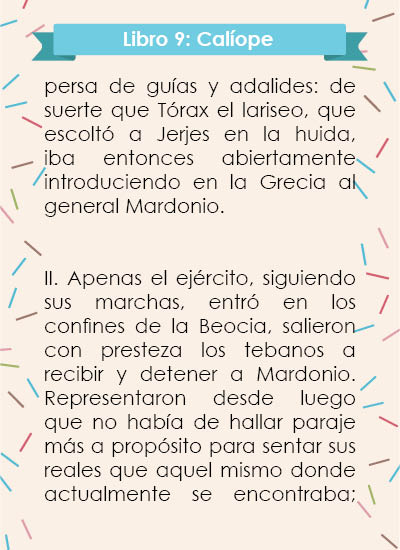 Libro 9: Calíope
persa de guías y adalides: de
suerte que Tórax el lariseo, que
escoltó a Jerjes en la huida,
iba entonces abiertamente
introduciendo en la Grecia al
general Mardonio.
II. Apenas el ejército, siguiendo
sus marchas, entró en los
confines de la Beocia, salieron
con presteza los tebanos a
recibir y detener a Mardonio.
Representaron desde luego
que no había de hallar paraje
más a propósito para sentar sus
reales que aquel mismo donde
actualmente se encontraba;